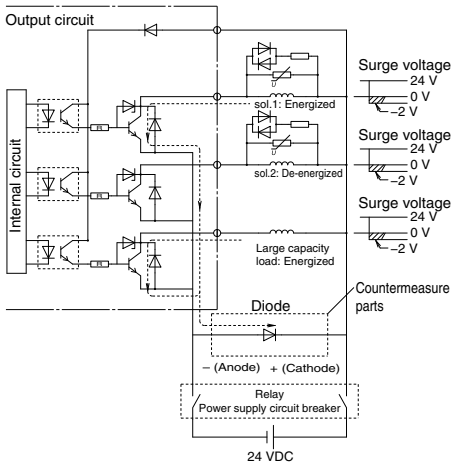 Output circuit
Internal circuit
sol.1: Energized
Surge voltage
24 V
0 V
−2 V
sol.2: De-energized
Surge voltage
24 V
0 V
−2 V
Surge voltage
24 V
0 V
−2 V
Large capacity
load: Energized
Countermeasure
parts
Diode
− (Anode) + (Cathode)
Relay
Power supply circuit breaker
24 VDC